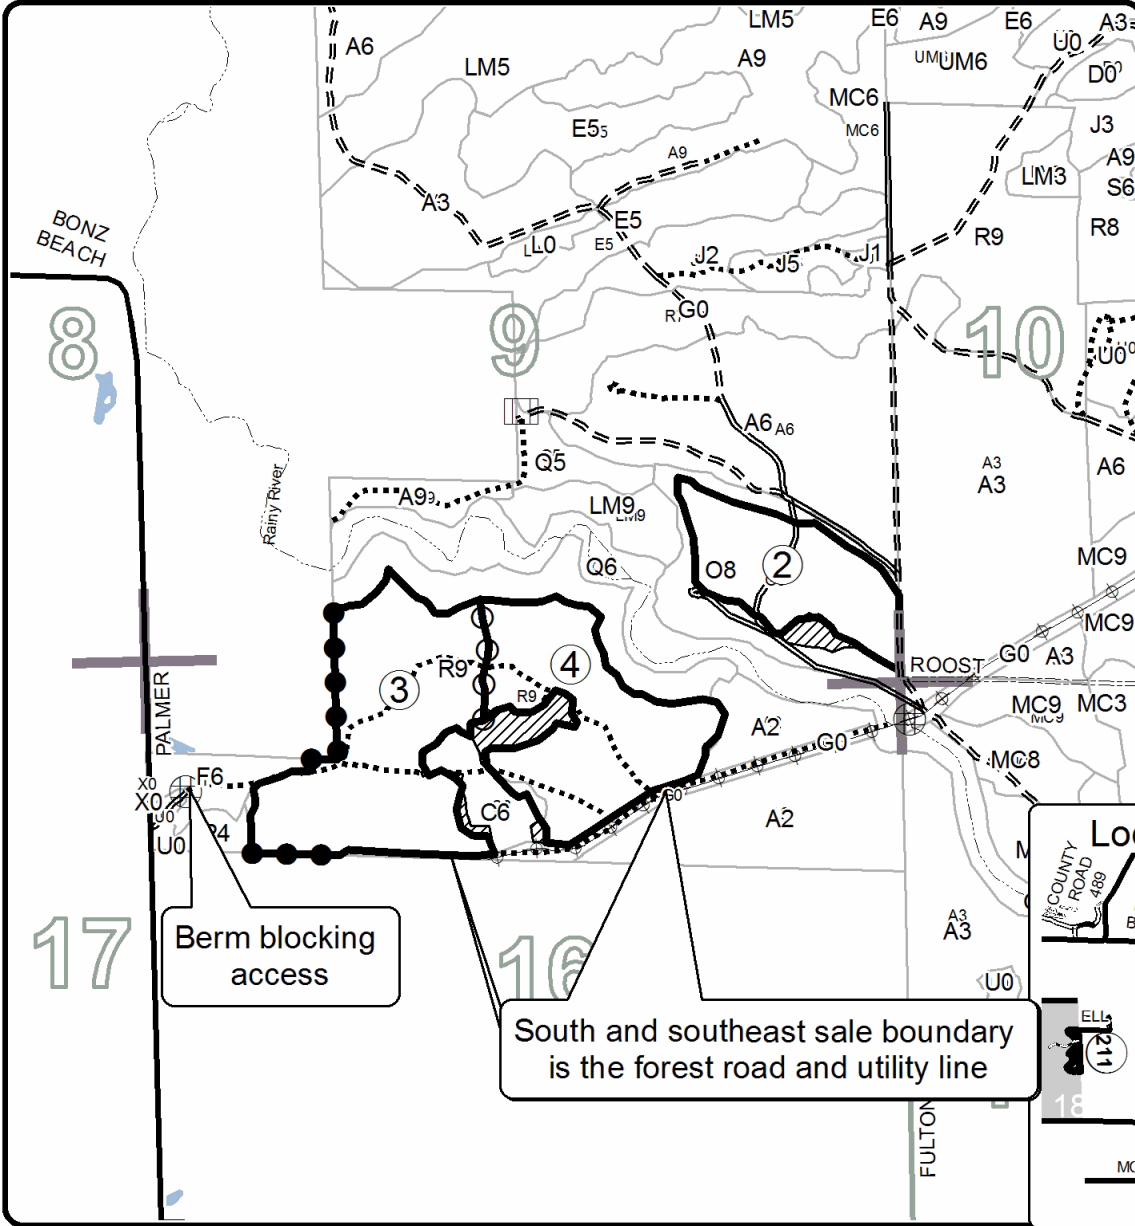 LM5
E6
A9
E6
A3
A6
U0
LM5
A9
UM6
D0
MC6
MC6
J3
E5
A9
A9
LM3
S6
A3
E5
R8
BONZ
BEACH
L0
E5
R9
J2
J5
J1
G0
8
9
10
U0
A6
A6
Q5
A3
A3
A6
A9
LM9
Rainy River
MC9
Q6
O8
2
MC9
ROOST
G0
A3
R9
4
3
R9
PALMER
MC9
MC3
A2
G0
MC8
F6
X0
X0
G0
C6
A2
U0
24
COUNTY
ROAD
489
A3
A3
17
16
Berm blocking
access
U0
South and southeast sale boundary
is the forest road and utility line
ELL
211
18
FULTON